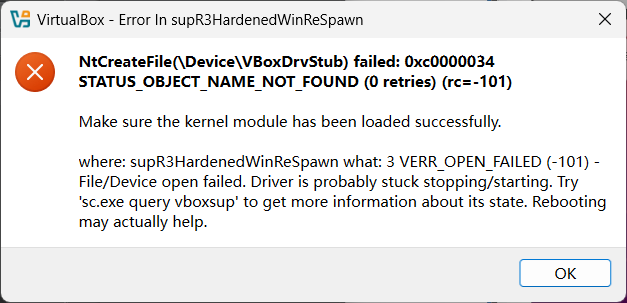 VirtualBox - Error In supR3HardenedWinReSpawn
NtCreateFile(\Device\VBoxDrvStub) failed: 0xc0000034
STATUS_OBJECT_NAME_NOT_FOUND (0 retries) (rc=-101)
Make sure the kernel module has been loaded successfully.
where: supR3HardenedWinReSpawn what: 3 VERR_OPEN_FAILED (-101) -
File/Device open failed. Driver is probably stuck stopping/starting. Try
'sc.exe query vboxsup' to get more information about its state. Rebooting
may actually help.
OK